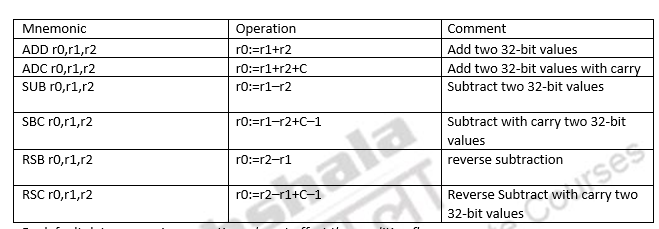 Mnemonic Operation Comment
ADD r0,r1,r2 r0:=r1+r2 Add two 32-bit values
ADC r0,r1,r2 r0:=r1+r2+C Add two 32-bit values with carry
SUB r0,r1,r2 r0:=r1–r2 Subtract two 32-bit values
SBC r0,r1,r2 r0:=r1–r2+C–1 Subtract with carry two 32-bit
values
RSB r0,r1,r2 r0:=r2–r1 reverse subtraction
RSC r0,r1,r2 r0:=r2–r1+C–1 Reverse Subtract with carry two
32-bit values
Courses